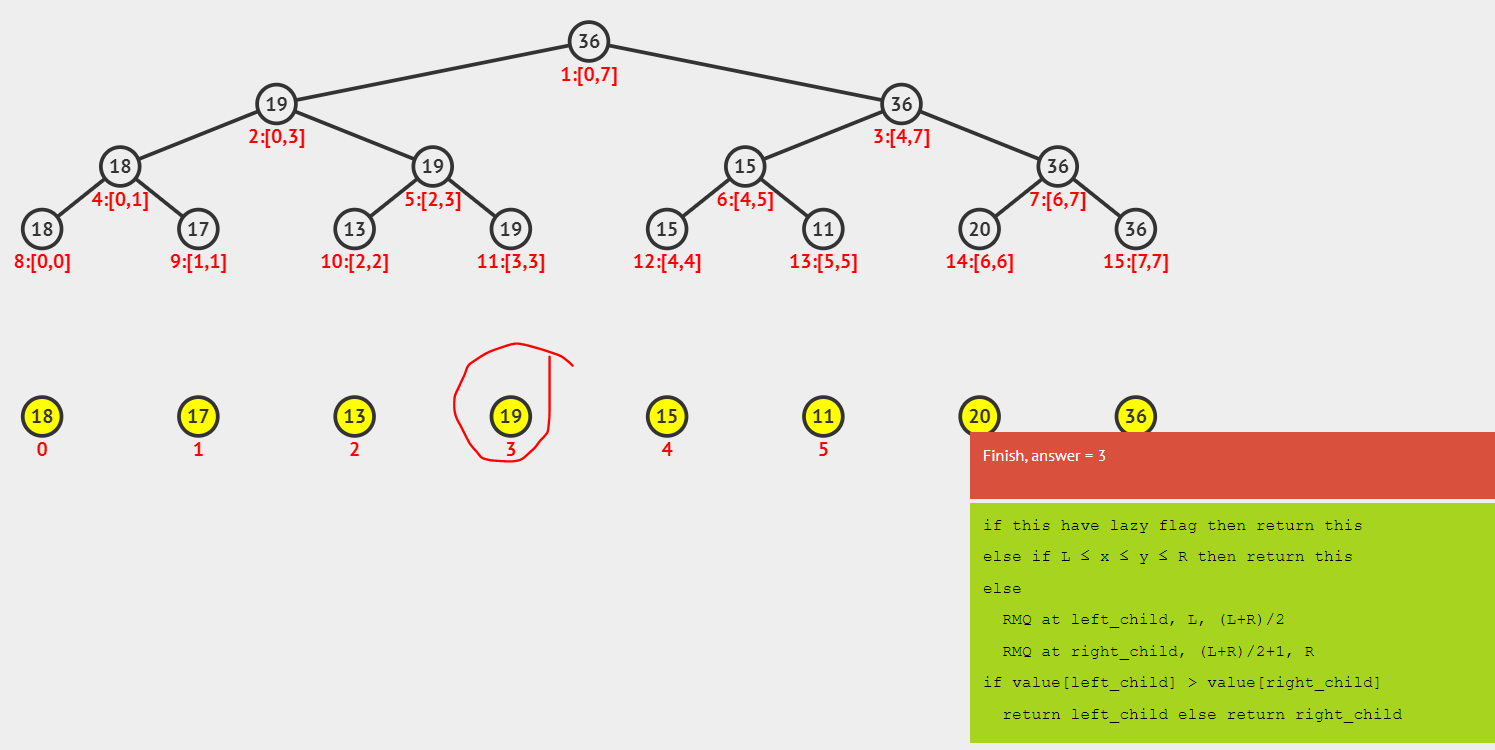 36
1:[0,7]
19 36
2:[0,3] 3:[4,7]
18 19 15 36
4:[0,1] 5:[2,3] 6:[4,5] 7:[6,7]
18 17 13 19 15 11 20 36
8:[0,0] 9:[1,1] 10:[2,2] 11:[3,3] 12:[4,4] 13:[5,5] 14:[6,6] 15:[7,7]
18 17 13 19 15 11 20 36
0 1 2 3 4 5
Finish, answer = 3
if this have lazy flag then return this
else if L ≤ x ≤ y ≤ R then return this
else
RMQ at left_child, L, (L+R)/2
RMQ at right_child, (L+R)/2+1, R
if value[left_child] > value[right_child]
return left_child else return right_child